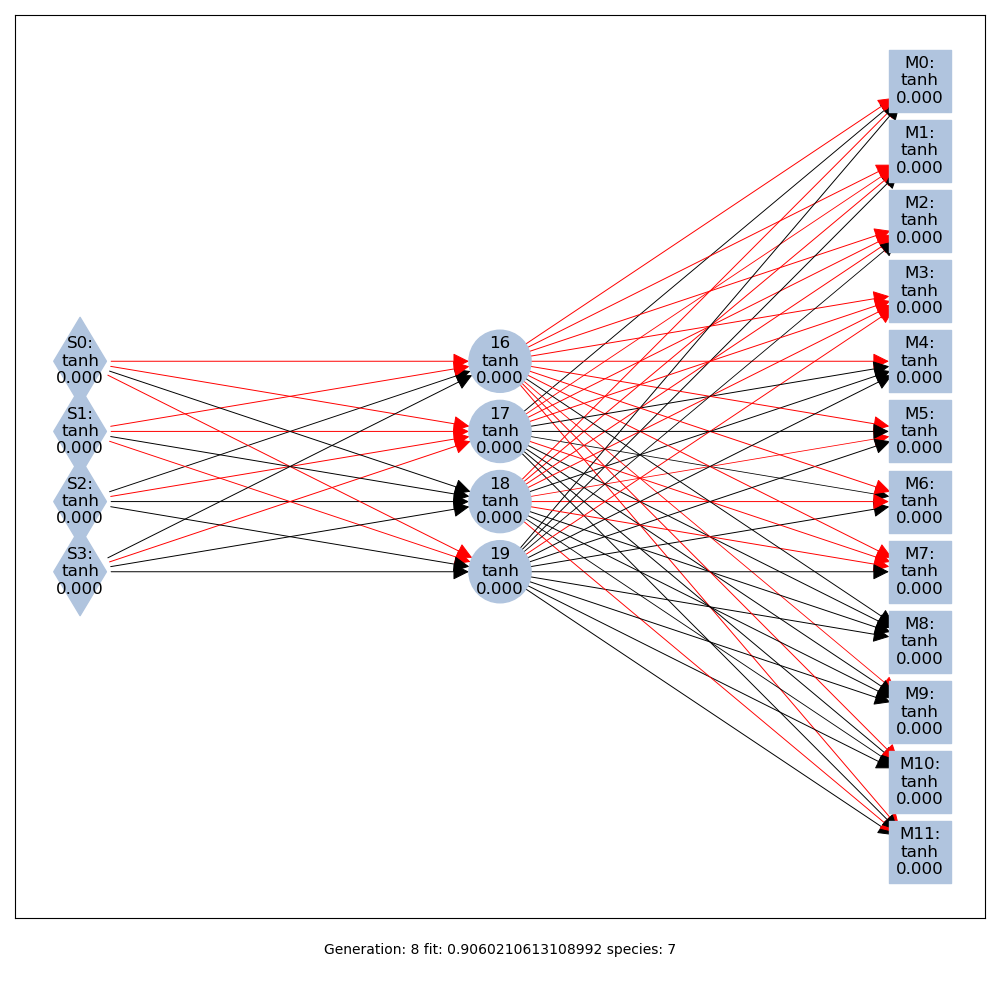 S0:
tanh
0.000
S1:
tanh
0.000
S2:
tanh
0.000
S3:
tanh
0.000
16
tanh
0.000
17
tanh
0.000
18
tanh
0.000
19
tanh
0.000
M0:
tanh
0.000
M1:
tanh
0.000
M2:
tanh
0.000
M3:
tanh
0.000
M4:
tanh
0.000
M5:
tanh
0.000
M6:
tanh
0.000
M7:
tanh
0.000
M8:
tanh
0.000
M9:
tanh
0.000
M10:
tanh
0.000
M11:
tanh
0.000
Generation: 8 fit: 0.9060210613108992 species: 7